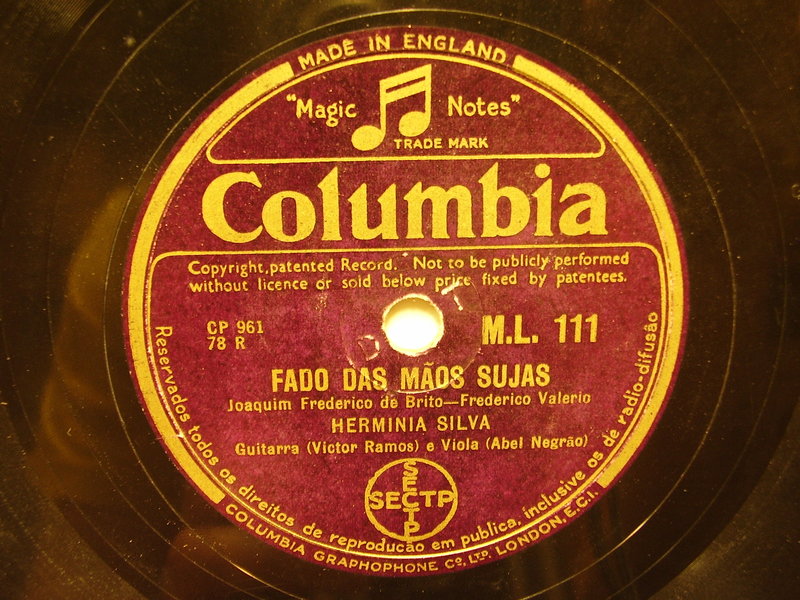 MADE IN ENGLAND
"Magic Notes"
TRADE MARK
Columbia
Copyright, patented Record. Not to be publicly performed
without licence or sold below price fixed by patentees.
CP 961
78 R
M.L. 111
FADO DAS MÃOS SUJAS
Joaquim Frederico de Brito—Frederico Valerio
HERMINIA SILVA
Guitarra (Victor Ramos) e Viola (Abel Negrão)
SECTP
SECTP
Reservados todos os direitos de reproducão em publica, inclusive os de radio-difusão
COLUMBIA GRAPHOPHONE CO., LTD. LONDON, E.C.I.